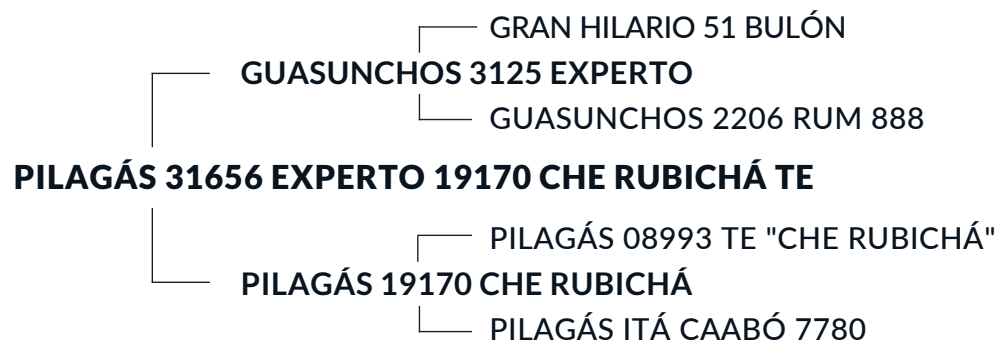 GRAN HILARIO 51 BULÓN
GUASUNCHOS 3125 EXPERTO
GUASUNCHOS 2206 RUM 888
PILAGÁS 31656 EXPERTO 19170 CHE RUBICHÁ TE
PILAGÁS 08993 TE "CHE RUBICHÁ"
PILAGÁS 19170 CHE RUBICHÁ
PILAGÁS ITÁ CAABÓ 7780